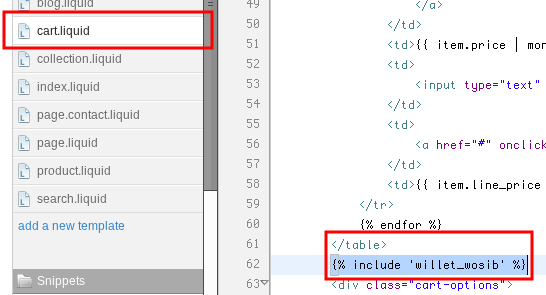 blog.liquid
cart.liquid
collection.liquid
index.liquid
page.contact.liquid
page.liquid
product.liquid
search.liquid
add a new template
Snippets
49 </a>
50 </td>
51 <td>{{ item.price | mon
52 <td>
53 <input type="text"
54 </td>
55 <td>
56 <a href="#" onclic
57 </td>
58 <td>{{ item.line_price
59 </tr>
60 {% endfor %}
61 </table>
62 {% include 'willet_wosib' %}
63 <div class="cart-options">